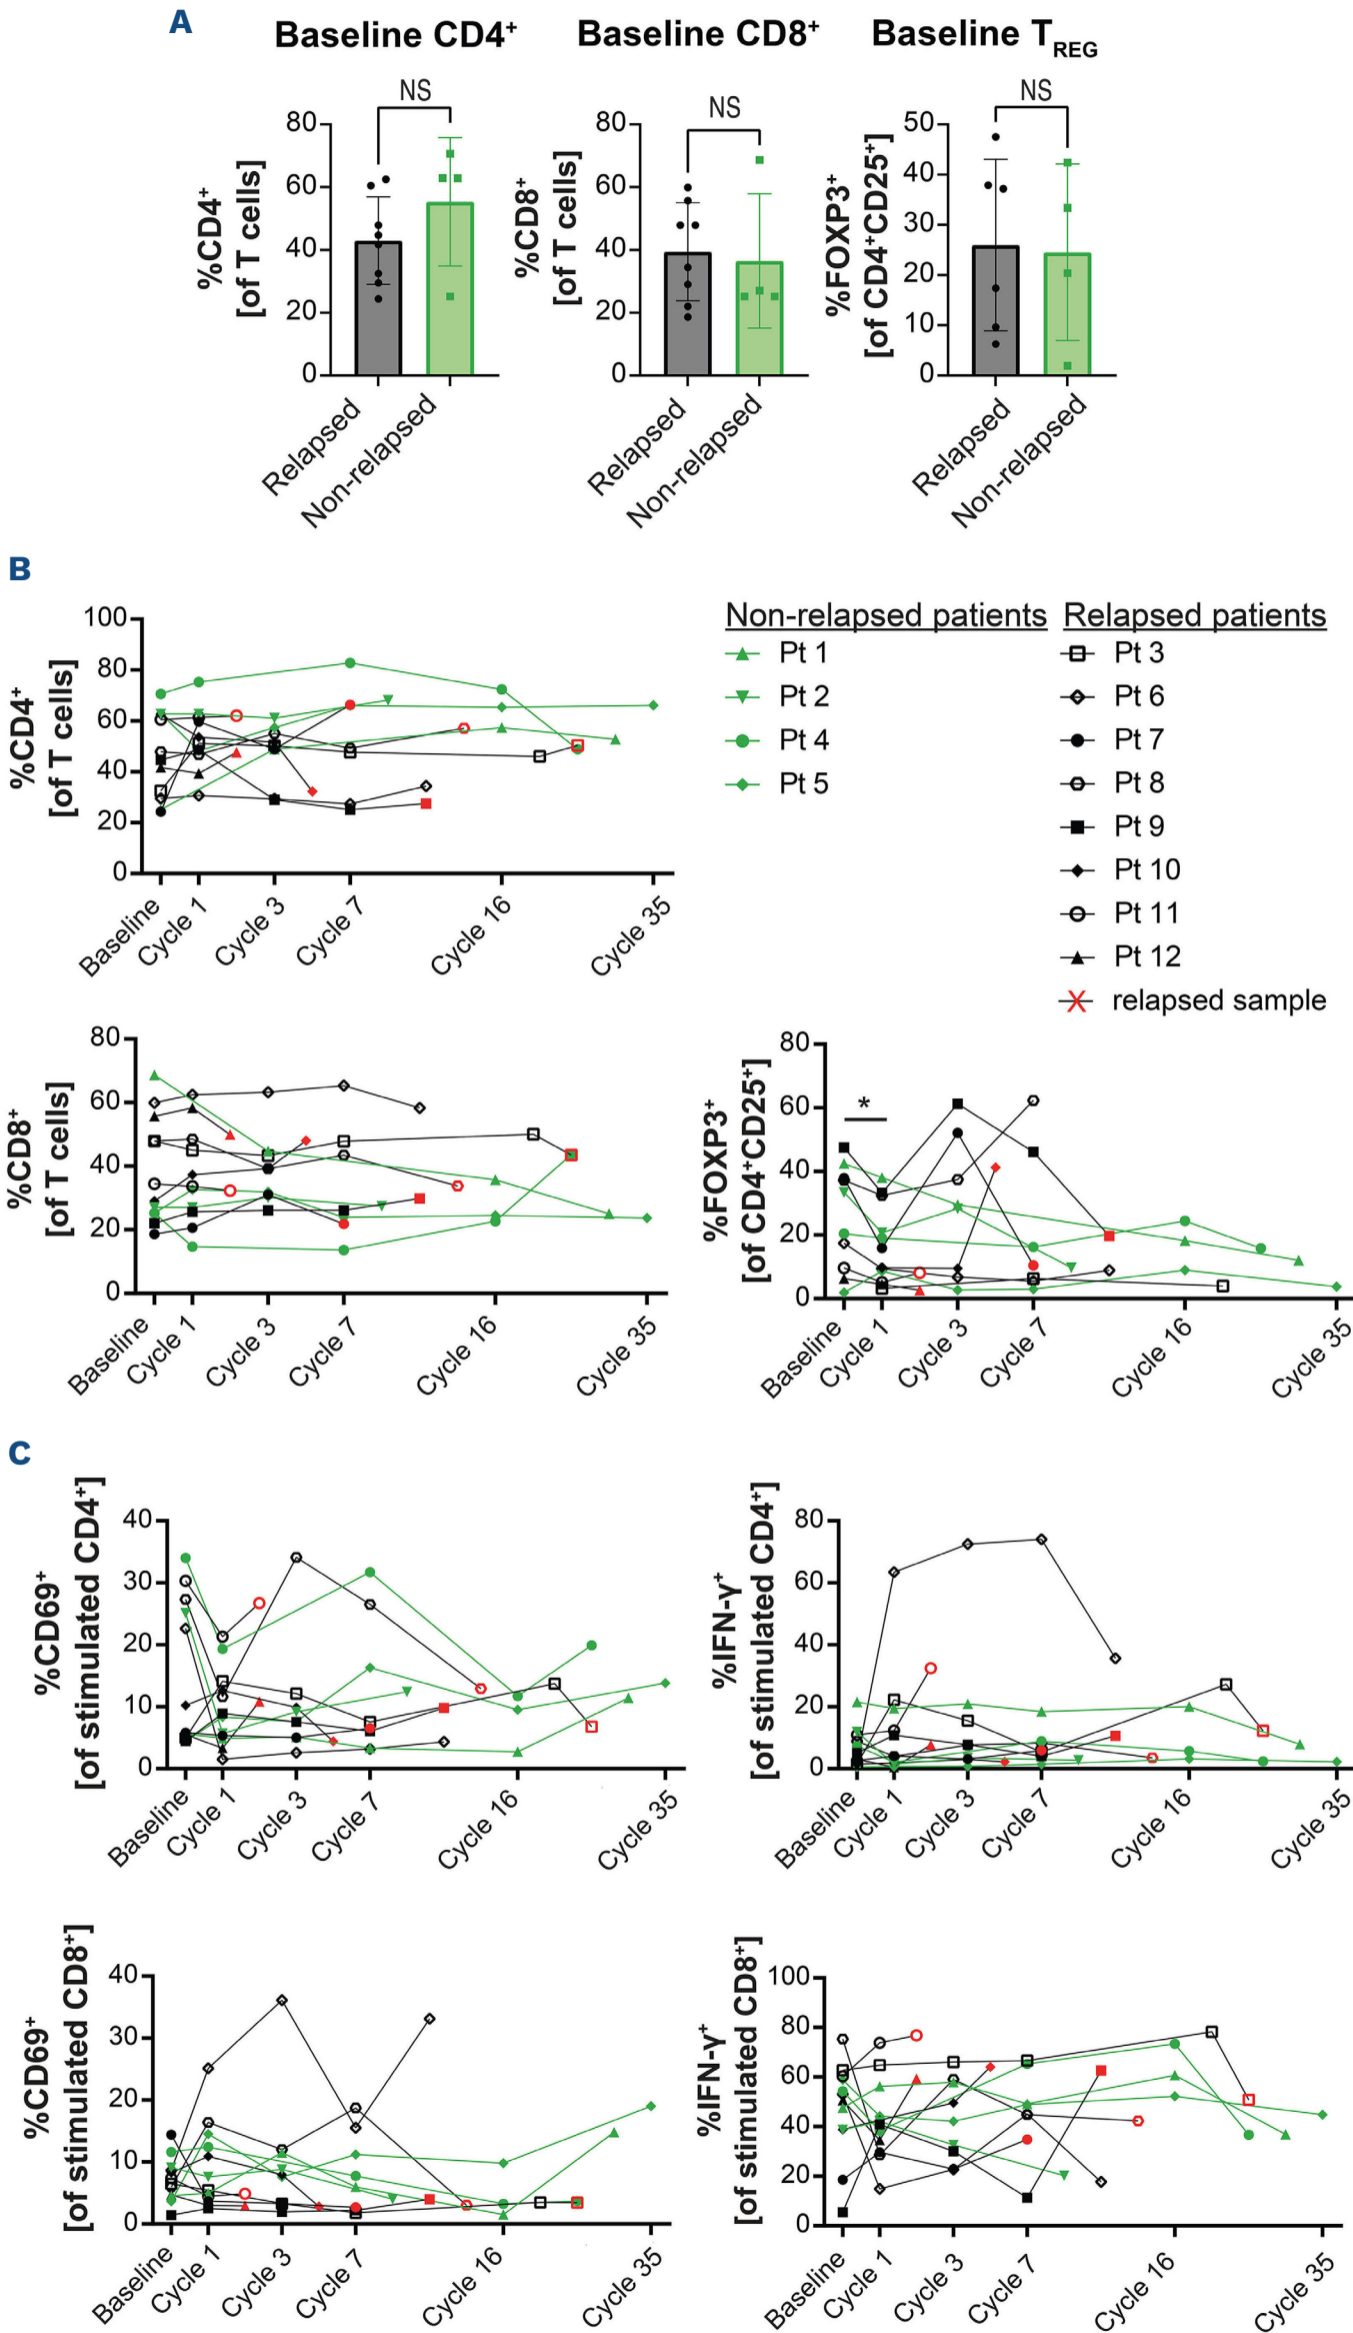 A
Baseline CD4⁺ Baseline CD8⁺ Baseline T_REG
NS NS NS
%CD4⁺
[of T cells]
80
60
40
20
0
Relapsed
Non-relapsed
%CD8⁺
[of T cells]
80
60
40
20
0
Relapsed
Non-relapsed
%FOXP3⁺
[of CD4⁺CD25⁺]
50
40
30
20
10
0
Relapsed
Non-relapsed
B
%CD4⁺
[of T cells]
100
80
60
40
20
0
Baseline
Cycle 1
Cycle 3
Cycle 7
Cycle 16
Cycle 35
Non-relapsed patients
Pt 1
Pt 2
Pt 4
Pt 5
Relapsed patients
Pt 3
Pt 6
Pt 7
Pt 8
Pt 9
Pt 10
Pt 11
Pt 12
relapsed sample
%CD8⁺
[of T cells]
80
60
40
20
0
Baseline
Cycle 1
Cycle 3
Cycle 7
Cycle 16
Cycle 35
%FOXP3⁺
[of CD4⁺CD25⁺]
80
60
40
20
0
*
Baseline
Cycle 1
Cycle 3
Cycle 7
Cycle 16
Cycle 35
C
%CD69⁺
[of stimulated CD4⁺]
40
30
20
10
0
Baseline
Cycle 1
Cycle 3
Cycle 7
Cycle 16
Cycle 35
%IFN-γ⁺
[of stimulated CD4⁺]
80
60
40
20
0
Baseline
Cycle 1
Cycle 3
Cycle 7
Cycle 16
Cycle 35
%CD69⁺
[of stimulated CD8⁺]
40
30
20
10
0
Baseline
Cycle 1
Cycle 3
Cycle 7
Cycle 16
Cycle 35
%IFN-γ⁺
[of stimulated CD8⁺]
100
80
60
40
20
0
Baseline
Cycle 1
Cycle 3
Cycle 7
Cycle 16
Cycle 35